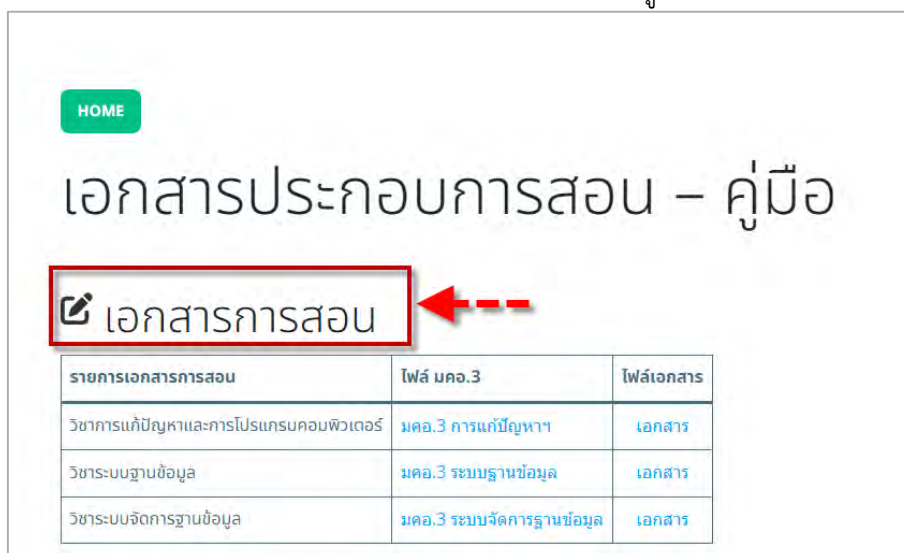 HOME
เอกสารประกอบการสอน – คู่มือ
เอกสารการสอน
รายการเอกสารการสอน ไฟล์ มคอ.3 ไฟล์เอกสาร
วิชาการแก้ปัญหาและการโปรแกรมคอมพิวเตอร์ มคอ.3 การแก้ปัญหาฯ เอกสาร
วิชาระบบฐานข้อมูล มคอ.3 ระบบฐานข้อมูล เอกสาร
วิชาระบบจัดการฐานข้อมูล มคอ.3 ระบบจัดการฐานข้อมูล เอกสาร